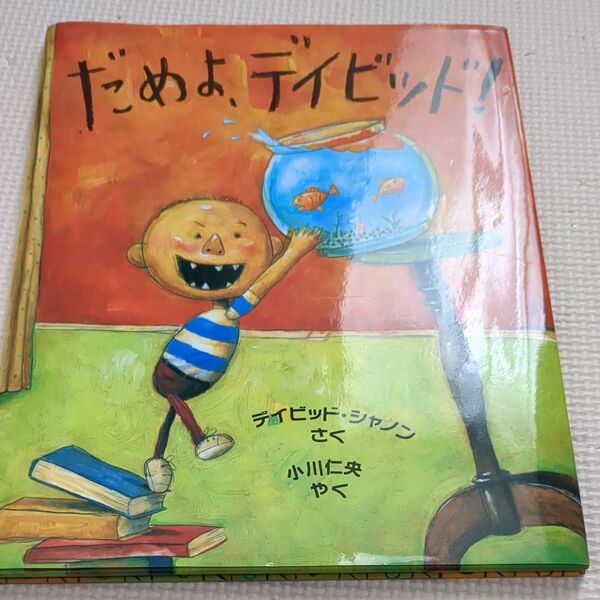 だめよ、デイビッド!
デイビッド・シャノン
さく
小川仁央
やく